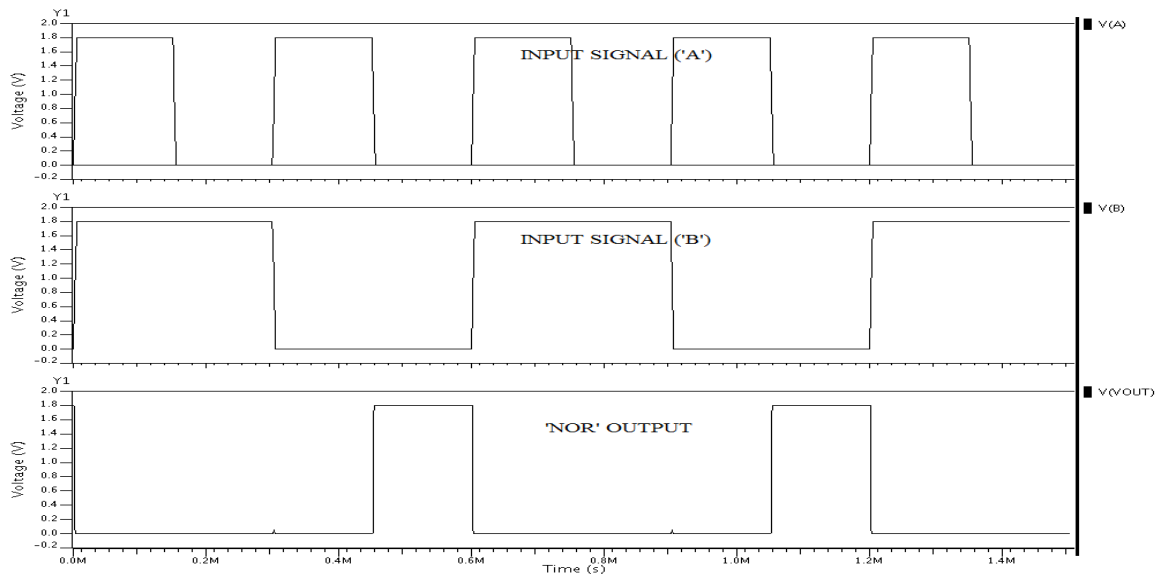 Y1
2.0
1.8
1.6
1.4
1.2
1.0
0.8
0.6
0.4
0.2
0.0
-0.2
Voltage (V)
INPUT SIGNAL ('A')
V(A)
Y1
2.0
1.8
1.6
1.4
1.2
1.0
0.8
0.6
0.4
0.2
0.0
-0.2
Voltage (V)
INPUT SIGNAL ('B')
V(B)
Y1
2.0
1.8
1.6
1.4
1.2
1.0
0.8
0.6
0.4
0.2
0.0
-0.2
Voltage (V)
'NOR' OUTPUT
V(VOUT)
0.0M 0.2M 0.4M 0.6M 0.8M 1.0M 1.2M 1.4M
Time (s)